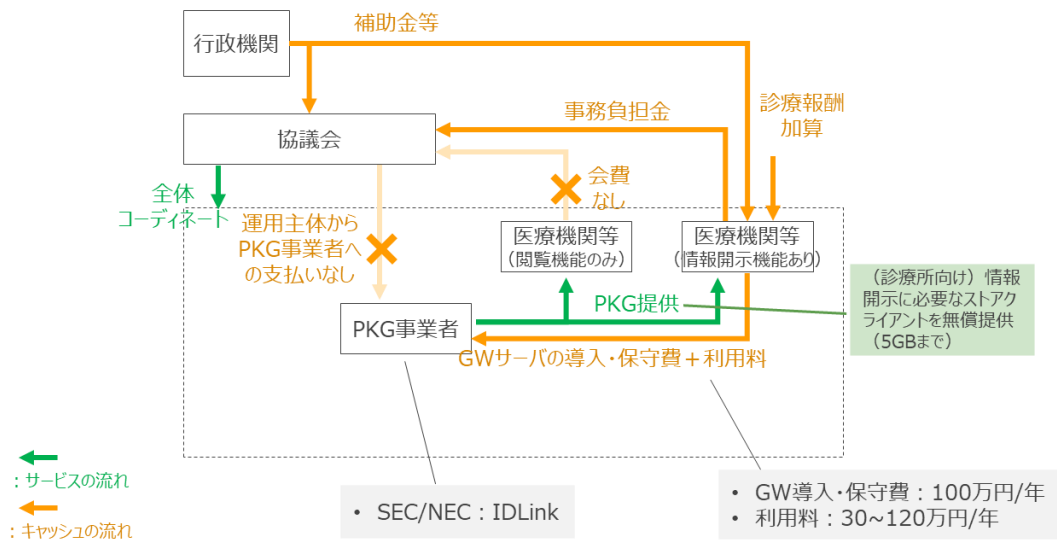 補助金等
行政機関
事務負担金
診療報酬
加算
協議会
全体
コーディネート
会費
なし
運用主体から
PKG事業者へ
の支払いなし
医療機関等
(閲覧機能のみ)
医療機関等
(情報開示機能あり)
PKG提供
(診療所向け)情報
開示に必要なストアク
ライアントを無償提供
(5GBまで)
PKG事業者
GWサーバの導入・保守費+利用料
:サービスの流れ
:キャッシュの流れ
• SEC/NEC:IDLink
• GW導入・保守費:100万円/年
• 利用料:30~120万円/年